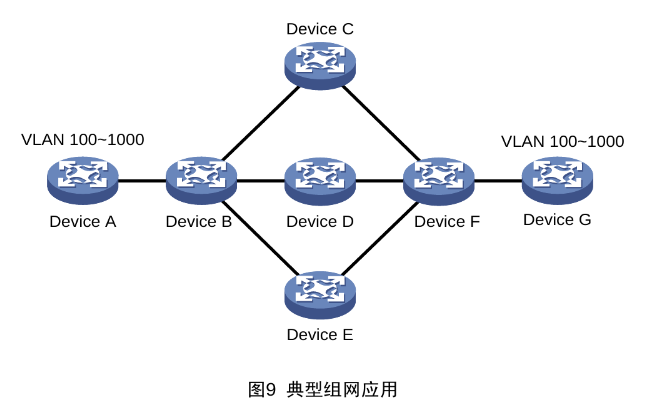 Device C
VLAN 100~1000
VLAN 100~1000
Device A
Device B
Device D
Device F
Device G
Device E
图9 典型组网应用